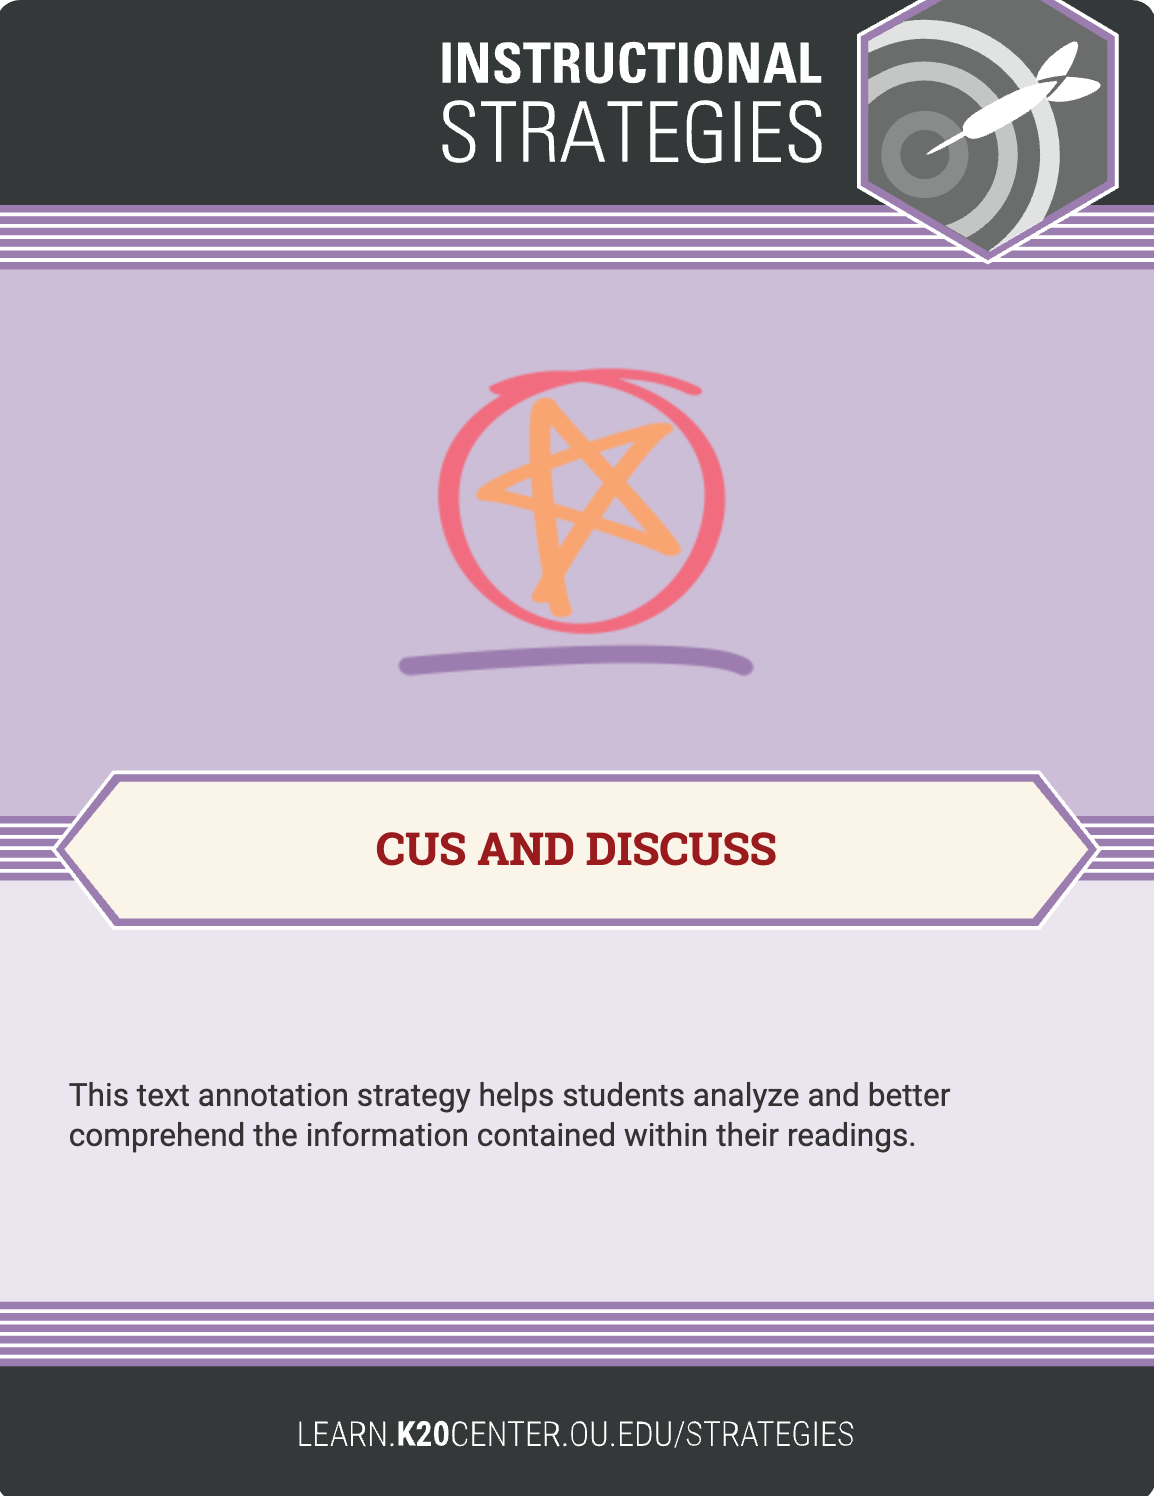 INSTRUCTIONAL
STRATEGIES
CUS AND DISCUSS
This text annotation strategy helps students analyze and better
comprehend the information contained within their readings.
LEARN.K20CENTER.OU.EDU/STRATEGIES